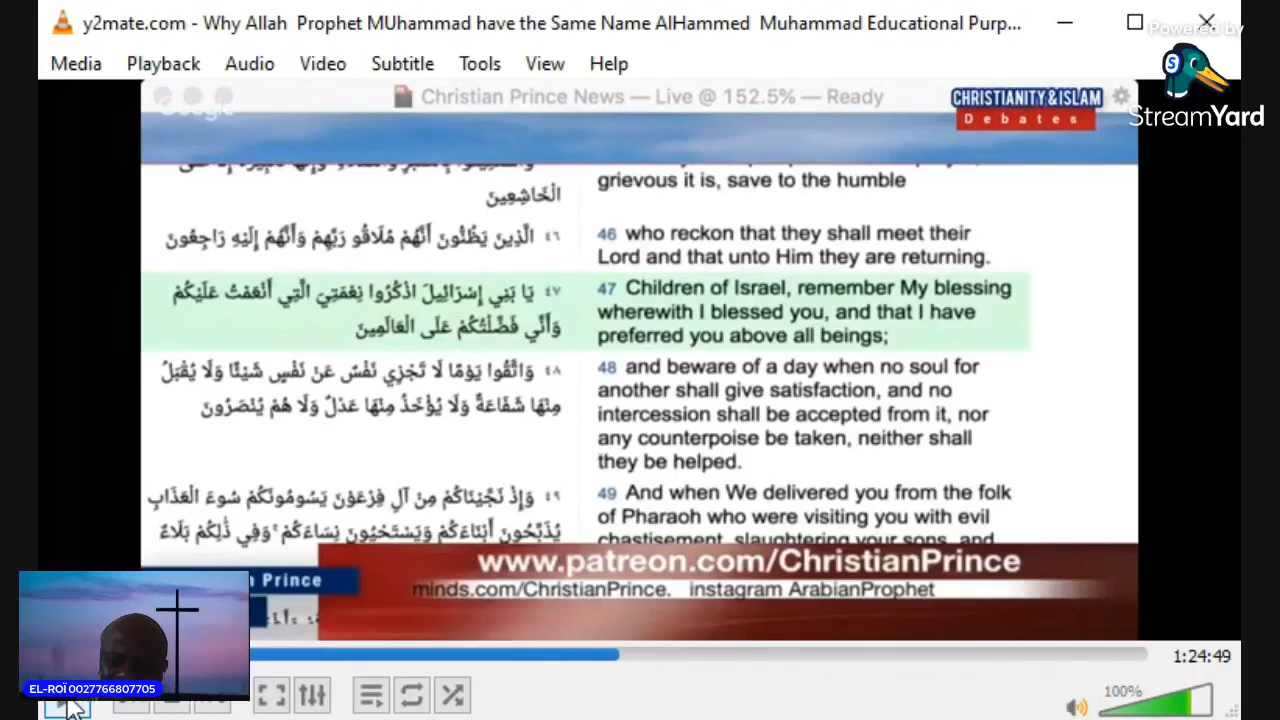 y2mate.com - Why Allah Prophet MUhammad have the Same Name AlHammed Muhammad Educational Purp...
Powered by
StreamYard
Media Playback Audio Video Subtitle Tools View Help
Christian Prince News — Live @ 152.5% — Ready
Google
CHRISTIANITY & ISLAM
Debates
الْخَاشِعِينَ
٤٦ الَّذِينَ يَظُنُّونَ أَنَّهُمْ مُلَاقُو رَبِّهِمْ وَأَنَّهُمْ إِلَيْهِ رَاجِعُونَ
٤٧ يَا بَنِي إِسْرَائِيلَ اذْكُرُوا نِعْمَتِيَ الَّتِي أَنْعَمْتُ عَلَيْكُمْ
وَأَنِّي فَضَّلْتُكُمْ عَلَى الْعَالَمِينَ
٤٨ وَاتَّقُوا يَوْمًا لَا تَجْزِي نَفْسٌ عَنْ نَفْسٍ شَيْئًا وَلَا يُقْبَلُ
مِنْهَا شَفَاعَةٌ وَلَا يُؤْخَذُ مِنْهَا عَدْلٌ وَلَا هُمْ يُنْصَرُونَ
٤٩ وَإِذْ نَجَّيْنَاكُمْ مِنْ آلِ فِرْعَوْنَ يَسُومُونَكُمْ سُوءَ الْعَذَابِ
يُذَبِّحُونَ أَبْنَاءَكُمْ وَيَسْتَحْيُونَ نِسَاءَكُمْ ۚ وَفِي ذَٰلِكُمْ بَلَاءٌ
grievous it is, save to the humble
46 who reckon that they shall meet their
Lord and that unto Him they are returning.
47 Children of Israel, remember My blessing
wherewith I blessed you, and that I have
preferred you above all beings;
48 and beware of a day when no soul for
another shall give satisfaction, and no
intercession shall be accepted from it, nor
any counterpoise be taken, neither shall
they be helped.
49 And when We delivered you from the folk
of Pharaoh who were visiting you with evil
chastisement, slaughtering your sons, and
www.patreon.com/ChristianPrince
Prince
minds.com/ChristianPrince. instagram ArabianProphet
EL-ROÏ 0027766807705
1:24:49
100%